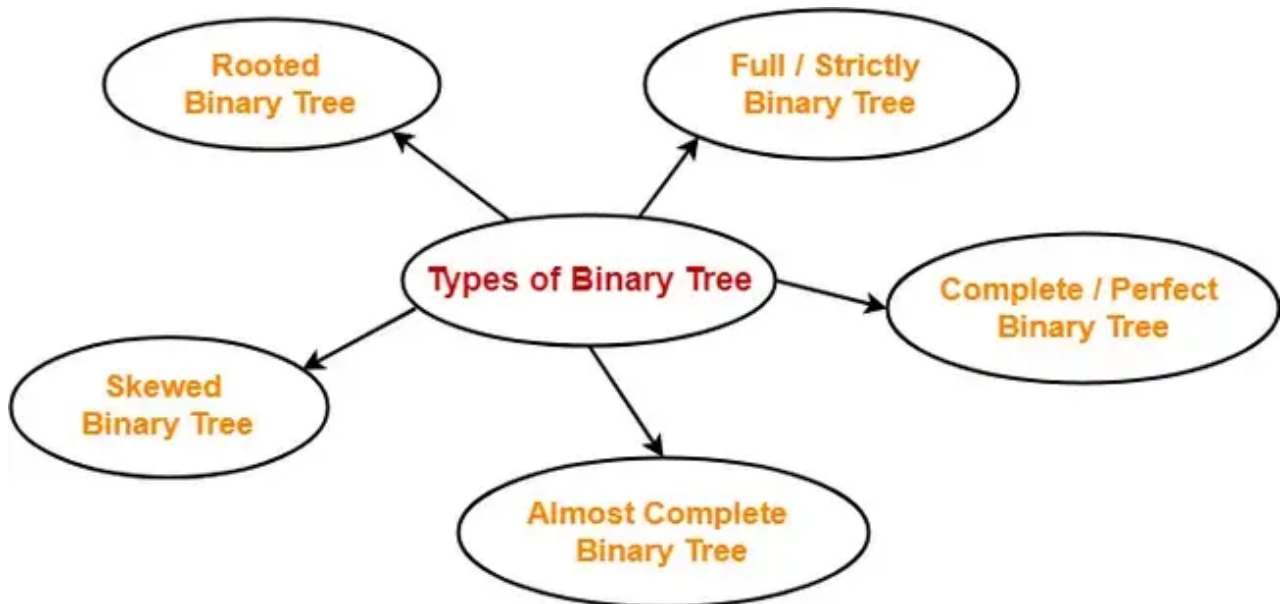 Rooted
Binary Tree
Full / Strictly
Binary Tree
Types of Binary Tree
Complete / Perfect
Binary Tree
Skewed
Binary Tree
Almost Complete
Binary Tree